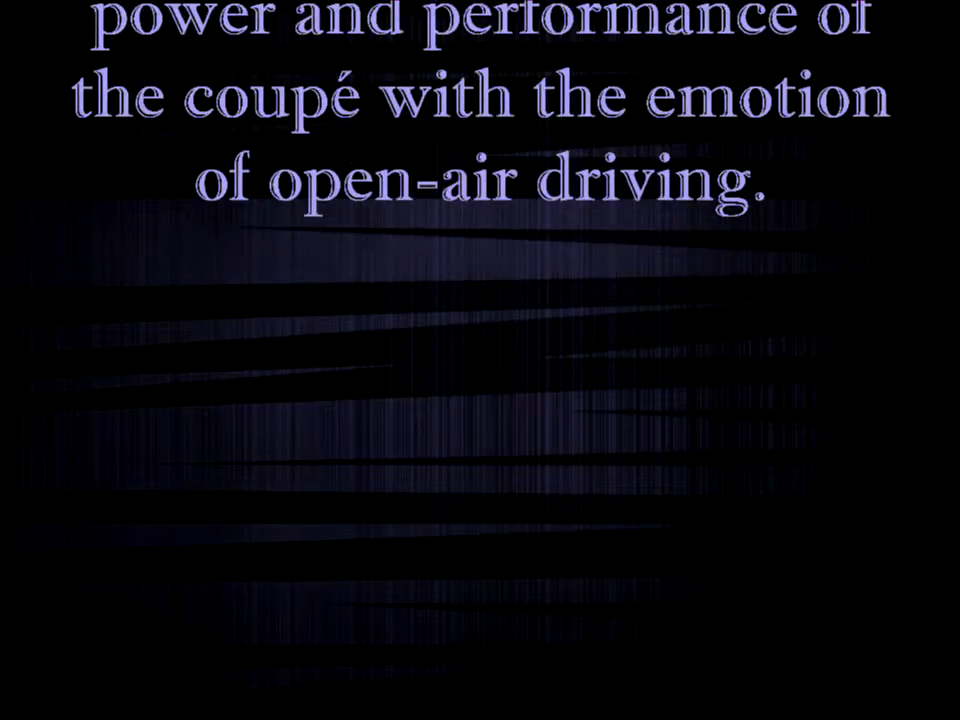 power and performance of
the coupé with the emotion
of open-air driving.